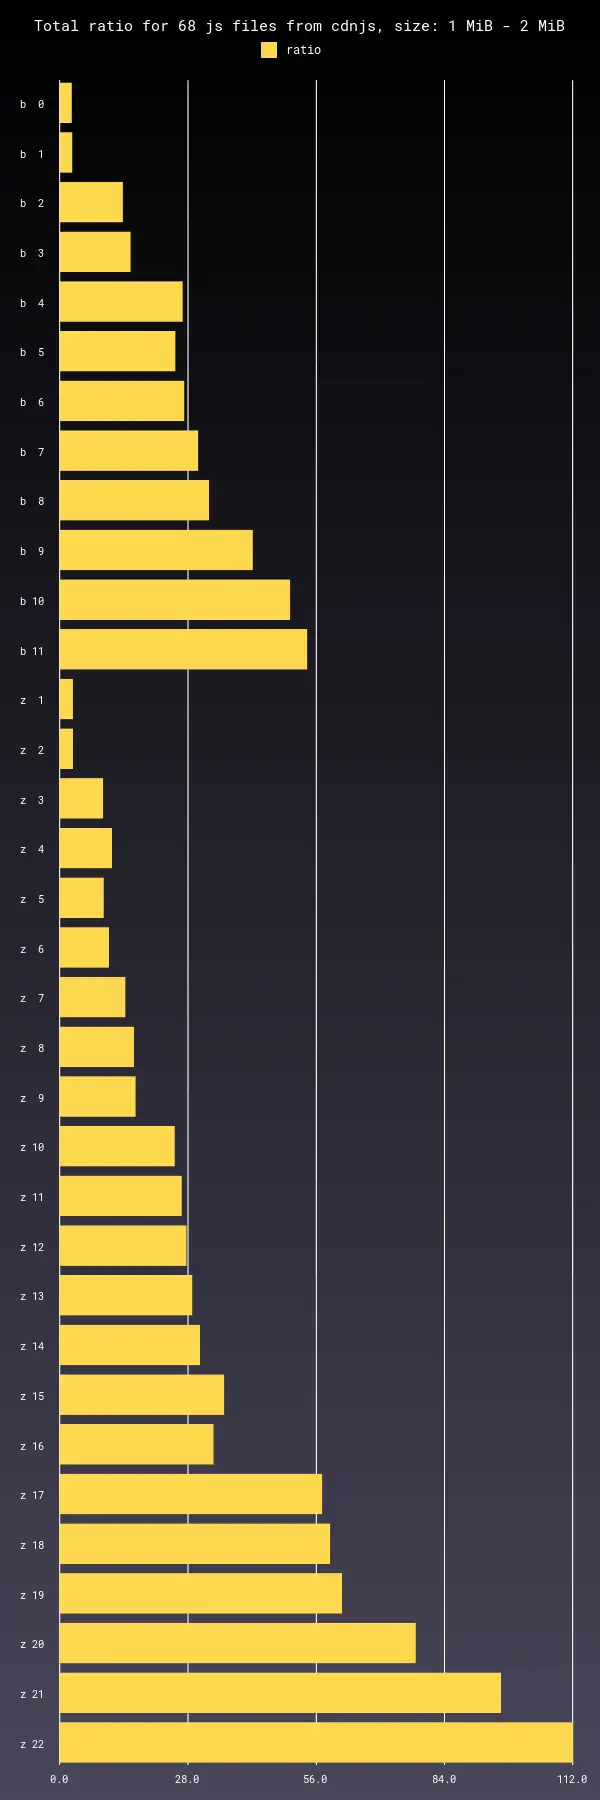 Total ratio for 68 js files from cdnjs, size: 1 MiB - 2 MiB
ratio
b 0
b 1
b 2
b 3
b 4
b 5
b 6
b 7
b 8
b 9
b 10
b 11
z 1
z 2
z 3
z 4
z 5
z 6
z 7
z 8
z 9
z 10
z 11
z 12
z 13
z 14
z 15
z 16
z 17
z 18
z 19
z 20
z 21
z 22
0.0 28.0 56.0 84.0 112.0